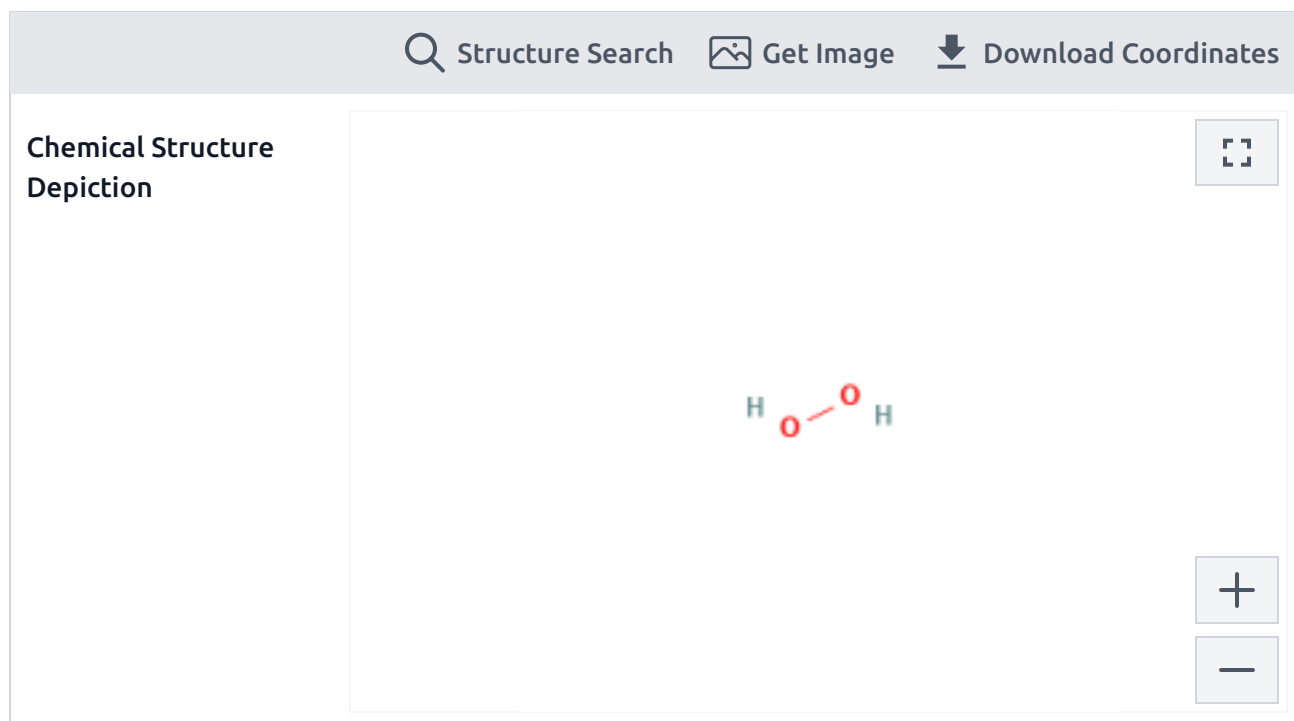 Structure Search Get Image Download Coordinates
Chemical Structure
Depiction
H O O H